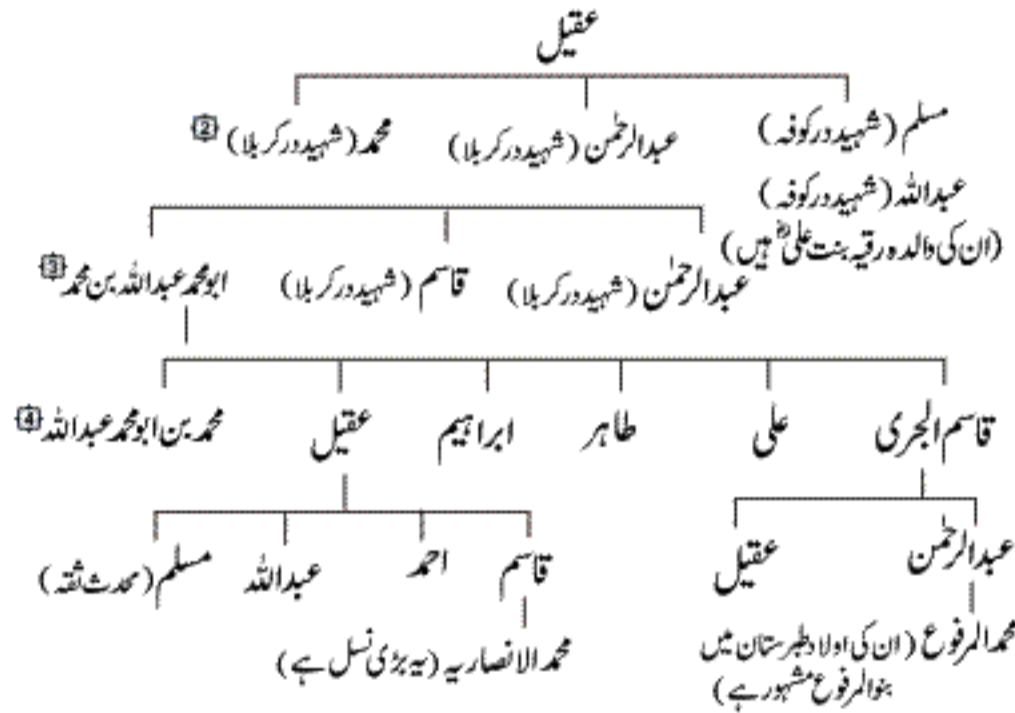 عقیل
مسلم (شہید در کوفہ)
عبدالرحمٰن (شہید در کربلا)
محمد (شہید در کربلا) 2
عبداللہ (شہید در کوفہ)
(ان کی والدہ رقیہ بنت علیؓ ہیں)
عبدالرحمٰن (شہید در کربلا)
قاسم (شہید در کربلا)
ابو محمد عبداللہ بن محمد 3
قاسم الجری
علی
طاہر
ابراہیم
عقیل
محمد بن ابو محمد عبداللہ 4
عبدالرحمٰن
عقیل
قاسم
احمد
عبداللہ
مسلم (محدث ثقہ)
محمد المرفوع (ان کی اولاد طبرستان میں
بنو المرفوع مشہور ہے)
محمد الانصاریہ (یہ بڑی نسل ہے)